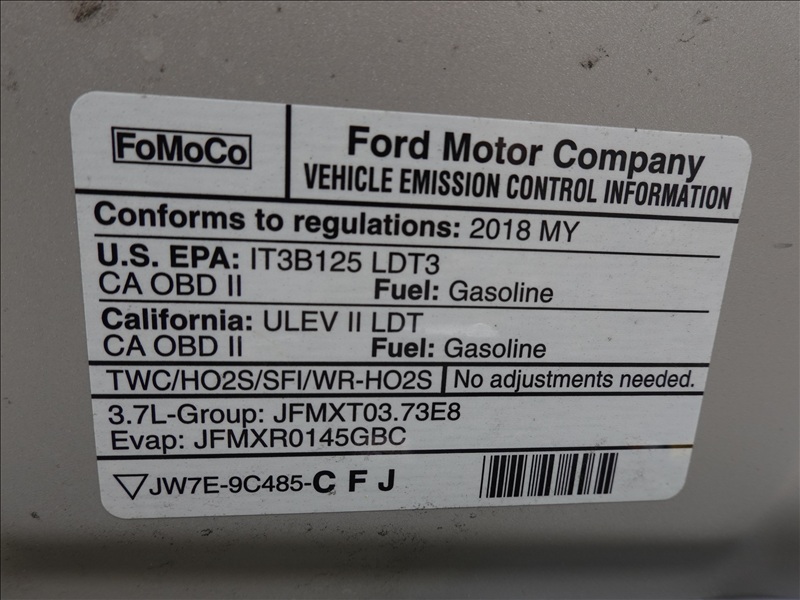 FoMoCo
Ford Motor Company
VEHICLE EMISSION CONTROL INFORMATION
Conforms to regulations: 2018 MY
U.S. EPA: IT3B125 LDT3
CA OBD II Fuel: Gasoline
California: ULEV II LDT
CA OBD II Fuel: Gasoline
TWC/HO2S/SFI/WR-HO2S No adjustments needed.
3.7L-Group: JFMXT03.73E8
Evap: JFMXR0145GBC
JW7E-9C485-C F J